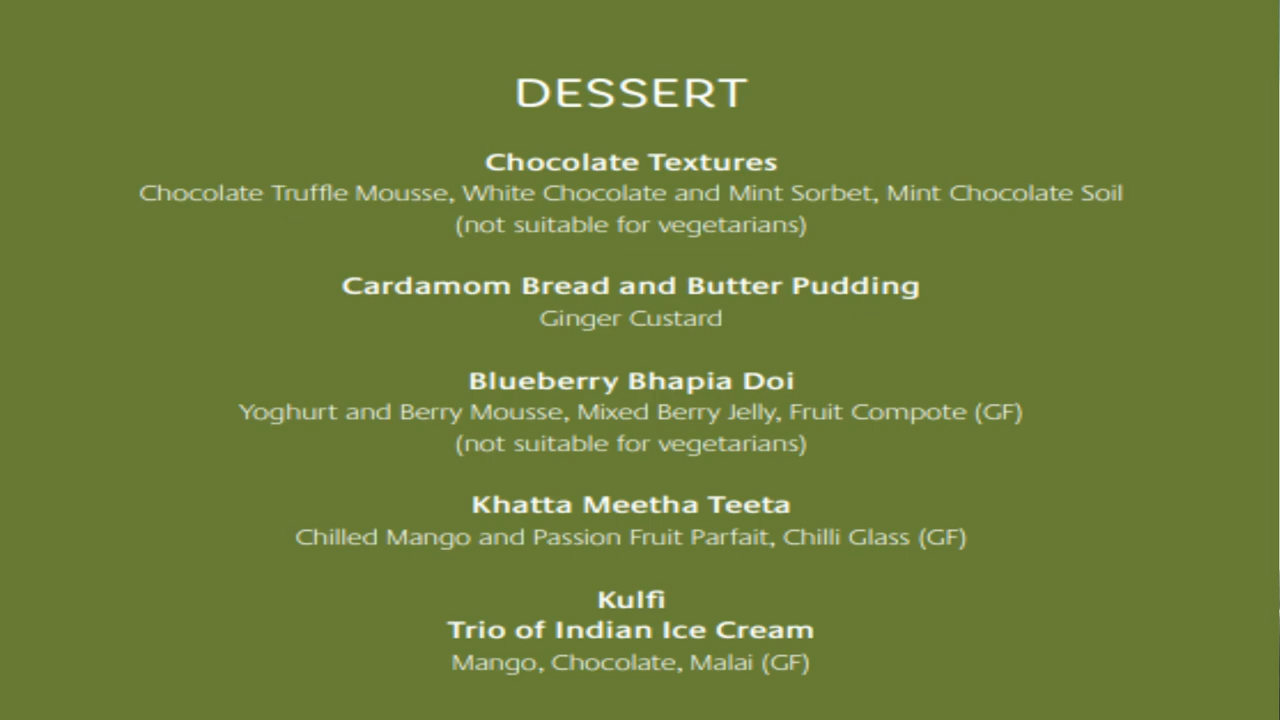 DESSERT
Chocolate Textures
Chocolate Truffle Mousse, White Chocolate and Mint Sorbet, Mint Chocolate Soil
(not suitable for vegetarians)
Cardamom Bread and Butter Pudding
Ginger Custard
Blueberry Bhapia Doi
Yoghurt and Berry Mousse, Mixed Berry Jelly, Fruit Compote (GF)
(not suitable for vegetarians)
Khatta Meetha Teeta
Chilled Mango and Passion Fruit Parfait, Chilli Glass (GF)
Kulfi
Trio of Indian Ice Cream
Mango, Chocolate, Malai (GF)